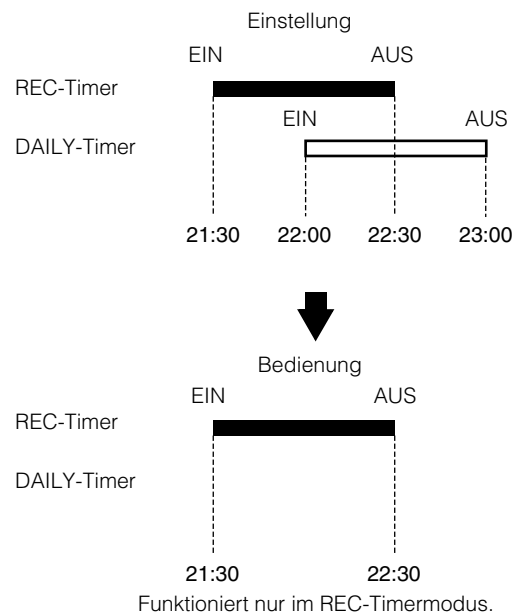 Einstellung
EIN AUS
REC-Timer
EIN AUS
DAILY-Timer
21:30 22:00 22:30 23:00
Bedienung
EIN AUS
REC-Timer
DAILY-Timer
21:30 22:30
Funktioniert nur im REC-Timermodus.